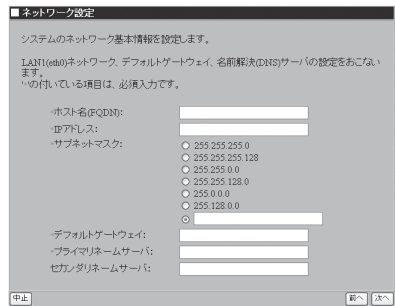 ■ ネットワーク設定
システムのネットワーク基本情報を設定します。
LAN1(eth0)ネットワーク、デフォルトゲートウェイ、名前解決(DNS)サーバの設定をおこない
ます。
'*'の付いている項目は、必須入力です。
*ホスト名(FQDN):
*IPアドレス:
*サブネットマスク:
255.255.255.0
255.255.255.128
255.255.0.0
255.255.128.0
255.0.0.0
255.128.0.0
*デフォルトゲートウェイ:
*プライマリネームサーバ:
セカンダリネームサーバ:
中止 前へ 次へ